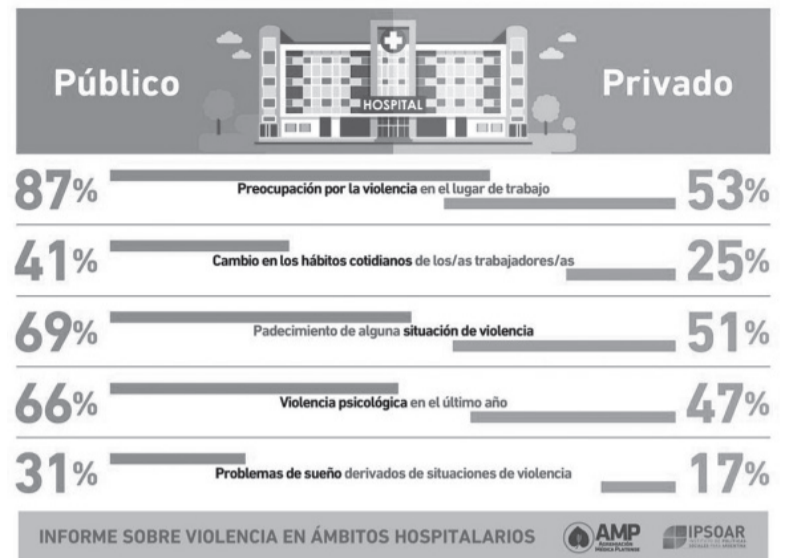 Público
HOSPITAL
Privado
87% Preocupación por la violencia en el lugar de trabajo 53%
41% Cambio en los hábitos cotidianos de los/as trabajadores/as 25%
69% Padecimiento de alguna situación de violencia 51%
66% Violencia psicológica en el último año 47%
31% Problemas de sueño derivados de situaciones de violencia 17%
INFORME SOBRE VIOLENCIA EN ÁMBITOS HOSPITALARIOS
AMP
AGREMIACIÓN
MÉDICA PLATENSE
IPSOAR